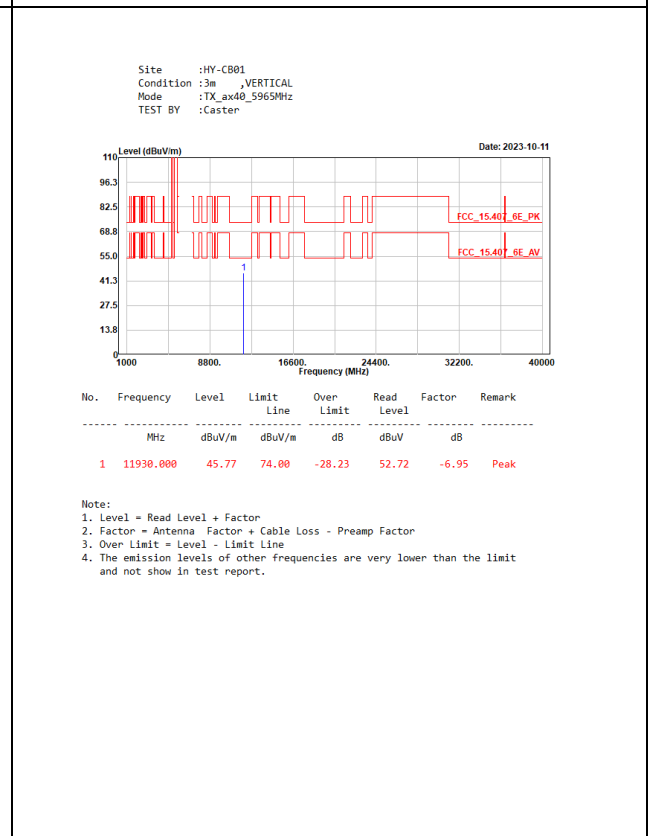 Site :HY-CB01
Condition :3m ,VERTICAL
Mode :TX_ax40_5965MHz
TEST BY :Caster
Level (dBuV/m)
Date: 2023-10-11
110
96.3
82.5
FCC_15.407_6E_PK
68.8
FCC_15.407_6E_AV
55.0
1
41.3
27.5
13.8
0
1000 8800. 16600. 24400. 32200. 40000
Frequency (MHz)
No. Frequency Level Limit Over Read Factor Remark
Line Limit Level
------ ----------- --------- --------- --------- --------- -------- ---------
MHz dBuV/m dBuV/m dB dBuV dB
1 11930.000 45.77 74.00 -28.23 52.72 -6.95 Peak
Note:
1. Level = Read Level + Factor
2. Factor = Antenna Factor + Cable Loss - Preamp Factor
3. Over Limit = Level - Limit Line
4. The emission levels of other frequencies are very lower than the limit
and not show in test report.